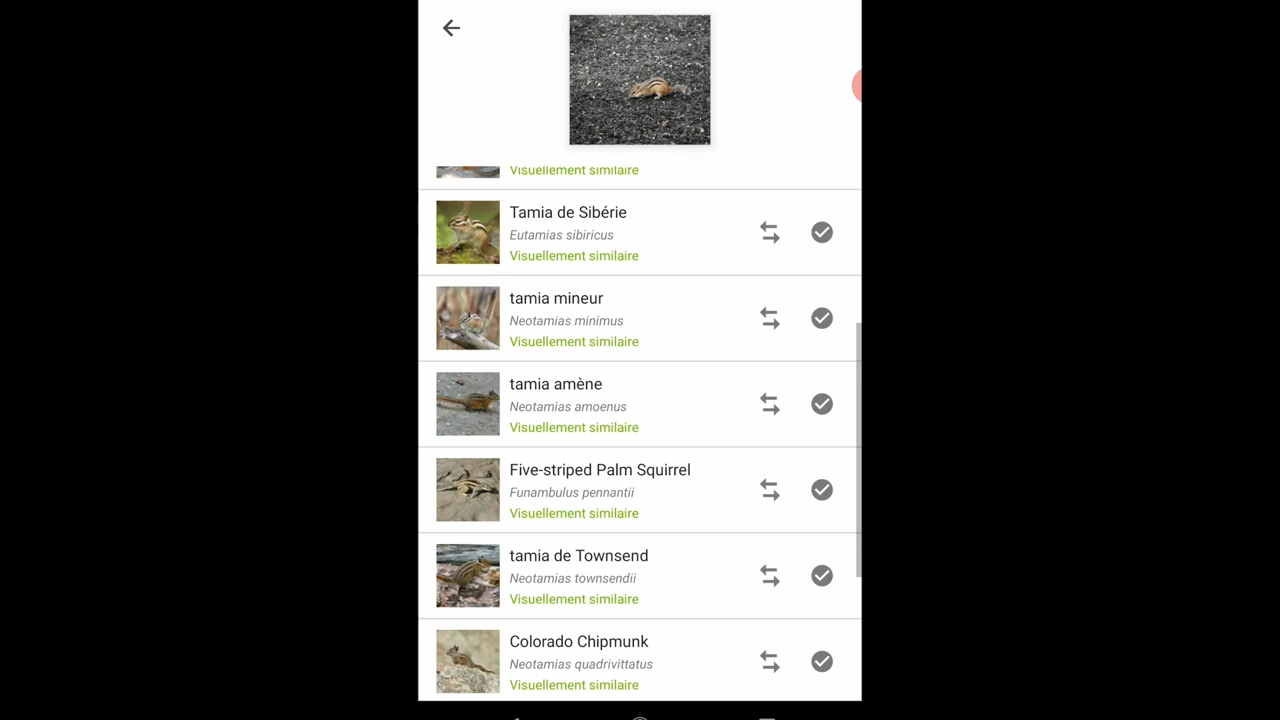 Visuellement similaire
Tamia de Sibérie
Eutamias sibiricus
Visuellement similaire
tamia mineur
Neotamias minimus
Visuellement similaire
tamia amène
Neotamias amoenus
Visuellement similaire
Five-striped Palm Squirrel
Funambulus pennantii
Visuellement similaire
tamia de Townsend
Neotamias townsendii
Visuellement similaire
Colorado Chipmunk
Neotamias quadrivittatus
Visuellement similaire